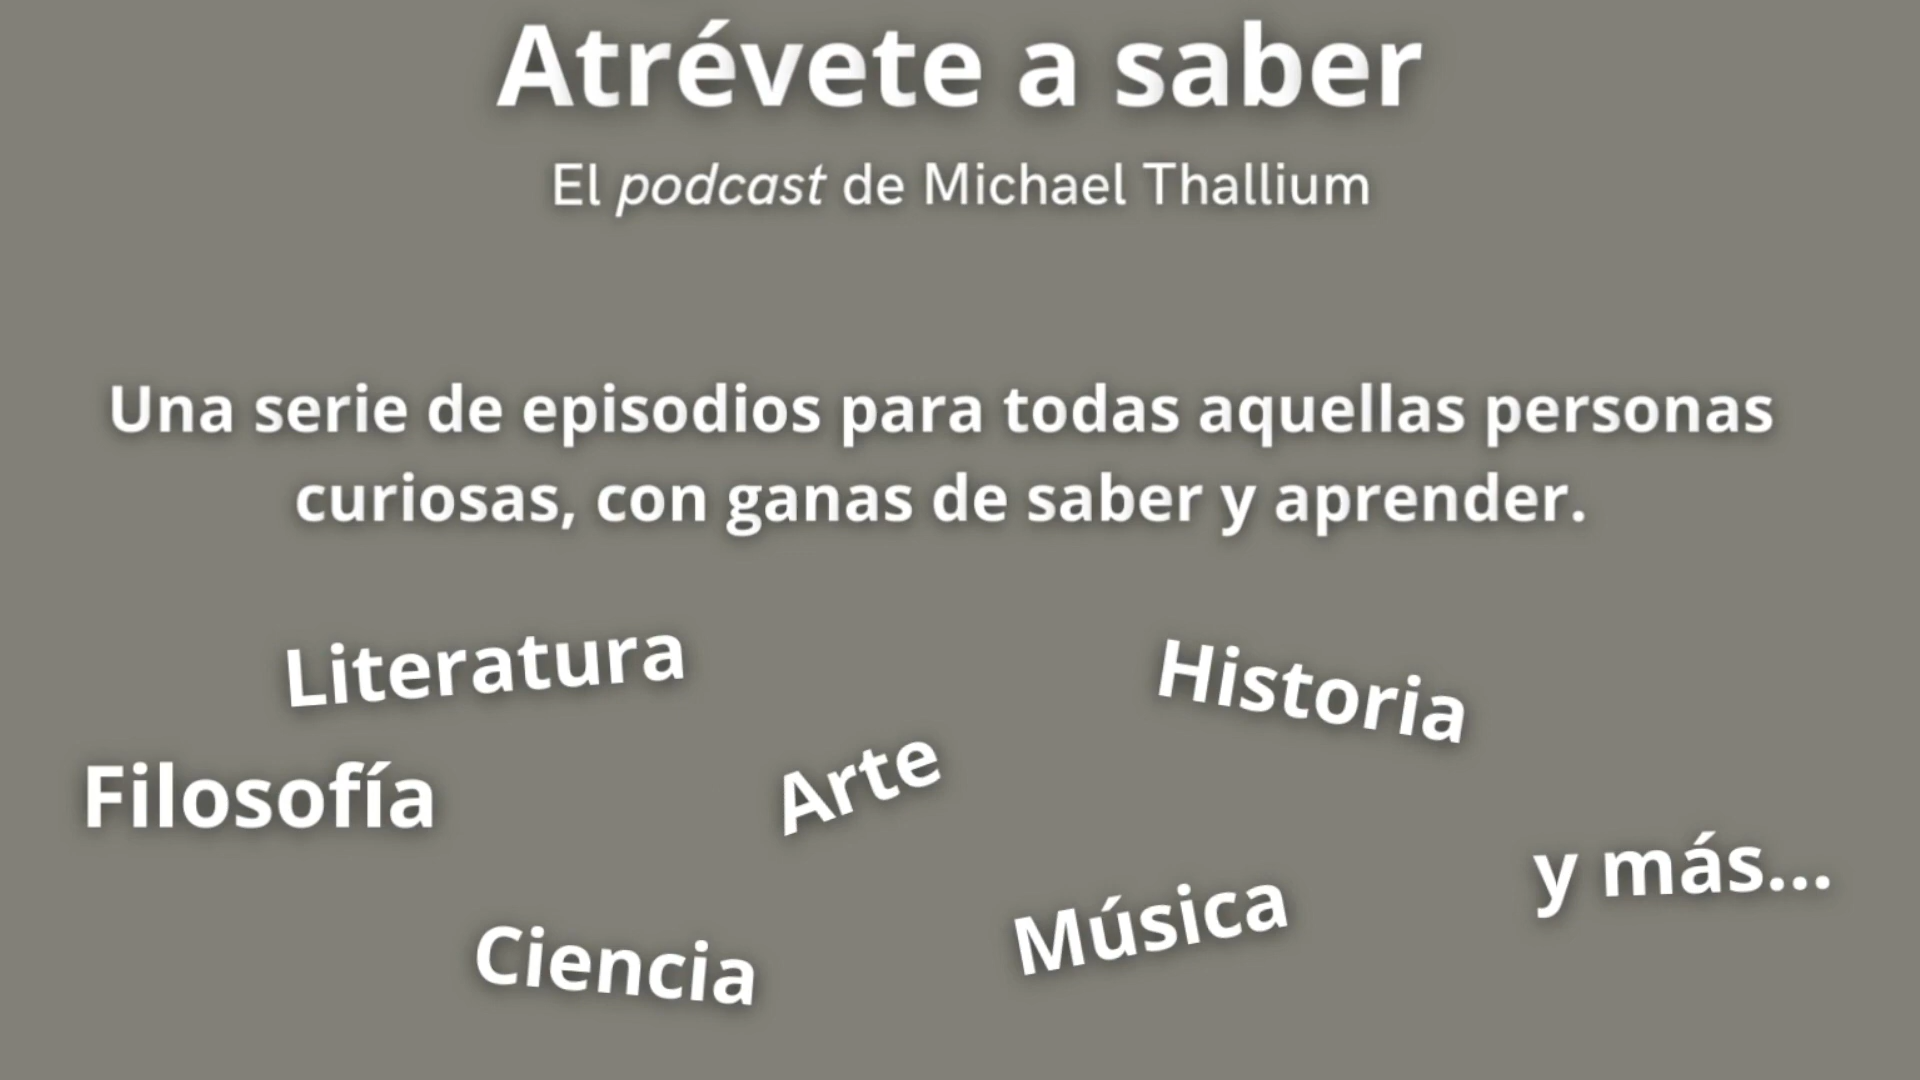 Atrévete a saber
El podcast de Michael Thallium
Una serie de episodios para todas aquellas personas
curiosas, con ganas de saber y aprender.
Literatura
Historia
Filosofía
Arte
y más...
Ciencia
Música